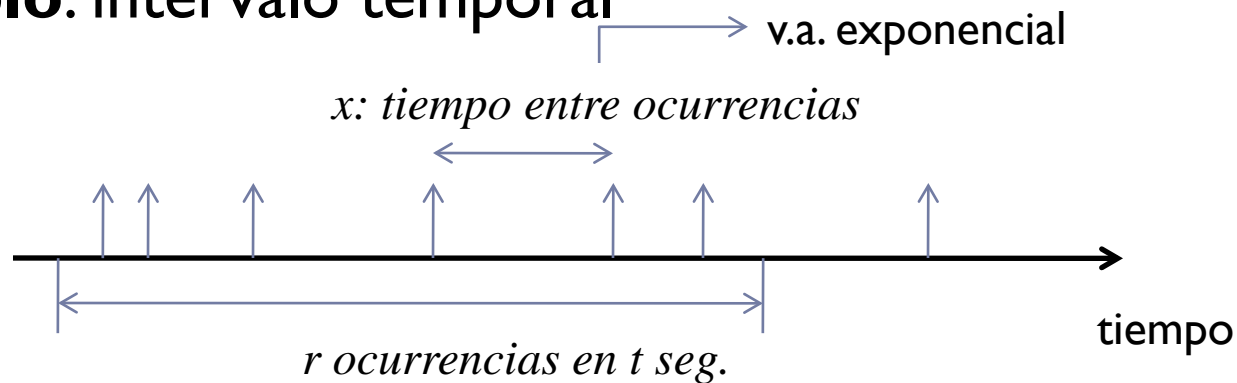 intervalo temporal
v.a. exponencial
x: tiempo entre ocurrencias
tiempo
r ocurrencias en t seg.